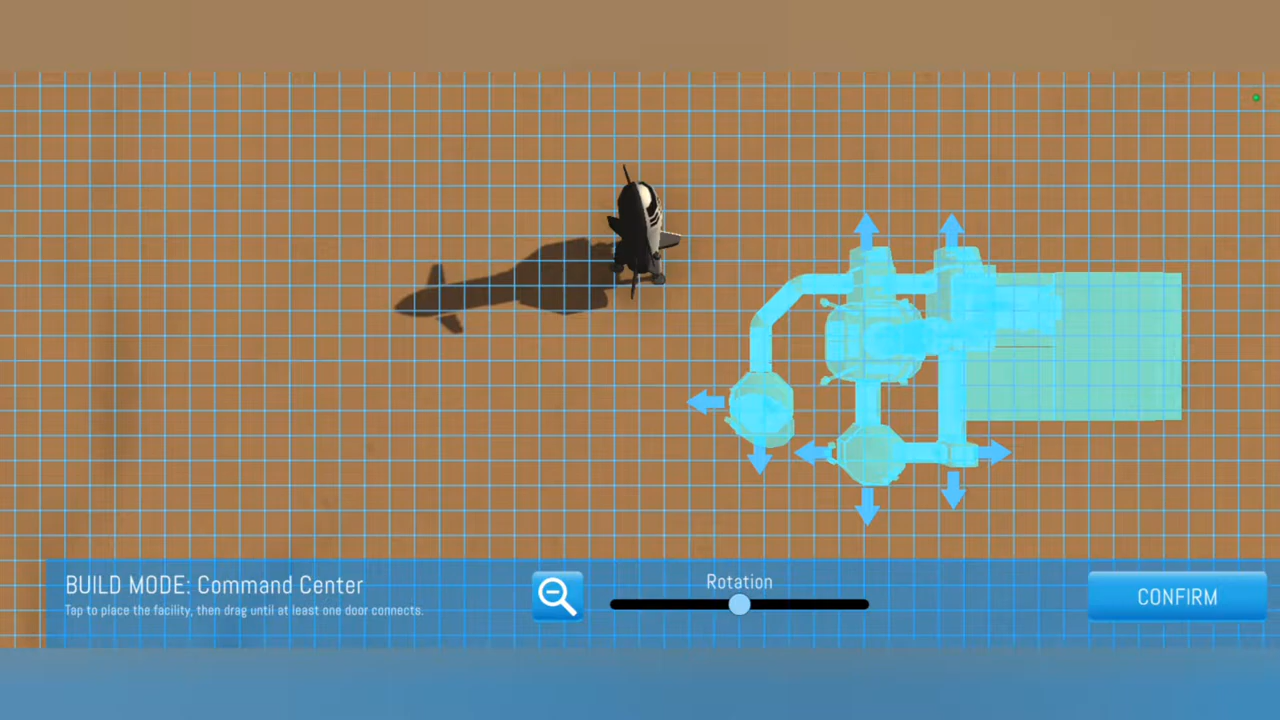 BUILD MODE: Command Center
Tap to place the facility, then drag until at least one door connects.
Rotation
CONFIRM